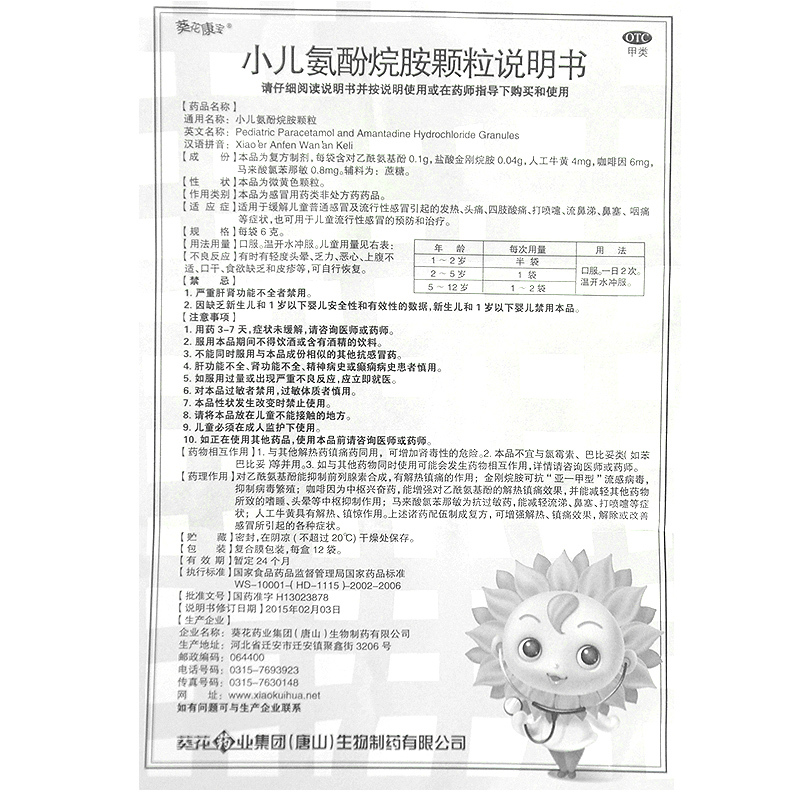 葵花康宝®
OTC
甲类
小儿氨酚烷胺颗粒说明书
请仔细阅读说明书并按说明使用或在药师指导下购买和使用
【药品名称】
通用名称：小儿氨酚烷胺颗粒
英文名称：Pediatric Paracetamol and Amantadine Hydrochloride Granules
汉语拼音：Xiao'er Anfen Wan'an Keli
【成　份】本品为复方制剂，每袋含对乙酰氨基酚0.1g，盐酸金刚烷胺0.04g，人工牛黄4mg，咖啡因6mg，
马来酸氯苯那敏0.8mg。辅料为：蔗糖。
【性　状】本品为微黄色颗粒。
【作用类别】本品为感冒用药类非处方药药品。
【适 应 症】适用于缓解儿童普通感冒及流行性感冒引起的发热、头痛、四肢酸痛、打喷嚏、流鼻涕、鼻塞、咽痛
等症状，也可用于儿童流行性感冒的预防和治疗。
【规　格】每袋6克。
【用法用量】口服。温开水冲服。儿童用量见右表：
年　龄　每次用量　用　法
1～2岁　半 袋
2～5岁　1 袋
5～12岁　1～2袋
口服。一日2次。
温开水冲服。
【不良反应】有时有轻度头晕、乏力、恶心、上腹不
适、口干、食欲缺乏和皮疹等，可自行恢复。
【禁　忌】
1. 严重肝肾功能不全者禁用。
2. 因缺乏新生儿和1岁以下婴儿安全性和有效性的数据，新生儿和1岁以下婴儿禁用本品。
【注意事项】
1. 用药3-7天，症状未缓解，请咨询医师或药师。
2. 服用本品期间不得饮酒或含有酒精的饮料。
3. 不能同时服用与本品成份相似的其他抗感冒药。
4. 肝功能不全、肾功能不全、精神病史或癫痫病史患者慎用。
5. 如服用过量或出现严重不良反应，应立即就医。
6. 对本品过敏者禁用，过敏体质者慎用。
7. 本品性状发生改变时禁止使用。
8. 请将本品放在儿童不能接触的地方。
9. 儿童必须在成人监护下使用。
10. 如正在使用其他药品，使用本品前请咨询医师或药师。
【药物相互作用】1. 与其他解热药镇痛药同用，可增加肾毒性的危险。2. 本品不宜与氯霉素、巴比妥类(如苯
巴比妥)等并用。3. 如与其他药物同时使用可能会发生药物相互作用，详情请咨询医师或药师。
【药理作用】对乙酰氨基酚能抑制前列腺素合成，有解热镇痛的作用；金刚烷胺可抗“亚－甲型”流感病毒，
抑制病毒繁殖；咖啡因为中枢兴奋药，能增强对乙酰氨基酚的解热镇痛效果，并能减轻其他药物
所致的嗜睡、头晕等中枢抑制作用；马来酸氯苯那敏为抗过敏药，能减轻流涕、鼻塞、打喷嚏等症
状；人工牛黄具有解热、镇惊作用。上述诸药配伍制成复方，可增强解热、镇痛效果，解除或改善
感冒所引起的各种症状。
【贮　藏】密封，在阴凉(不超过20℃)干燥处保存。
【包　装】复合膜包装，每盒12袋。
【有 效 期】暂定24个月
【执行标准】国家食品药品监督管理局国家药品标准
WS-10001-(HD-1115)-2002-2006
【批准文号】国药准字H13023878
【说明书修订日期】2015年02月03日
【生产企业】
企业名称：葵花药业集团(唐山)生物制药有限公司
生产地址：河北省迁安市迁安镇聚鑫街3206号
邮政编码：064400
电话号码：0315-7693923
传真号码：0315-7630148
网　址：www.xiaokuihua.net
如有问题可与生产企业联系
葵花药业集团(唐山)生物制药有限公司